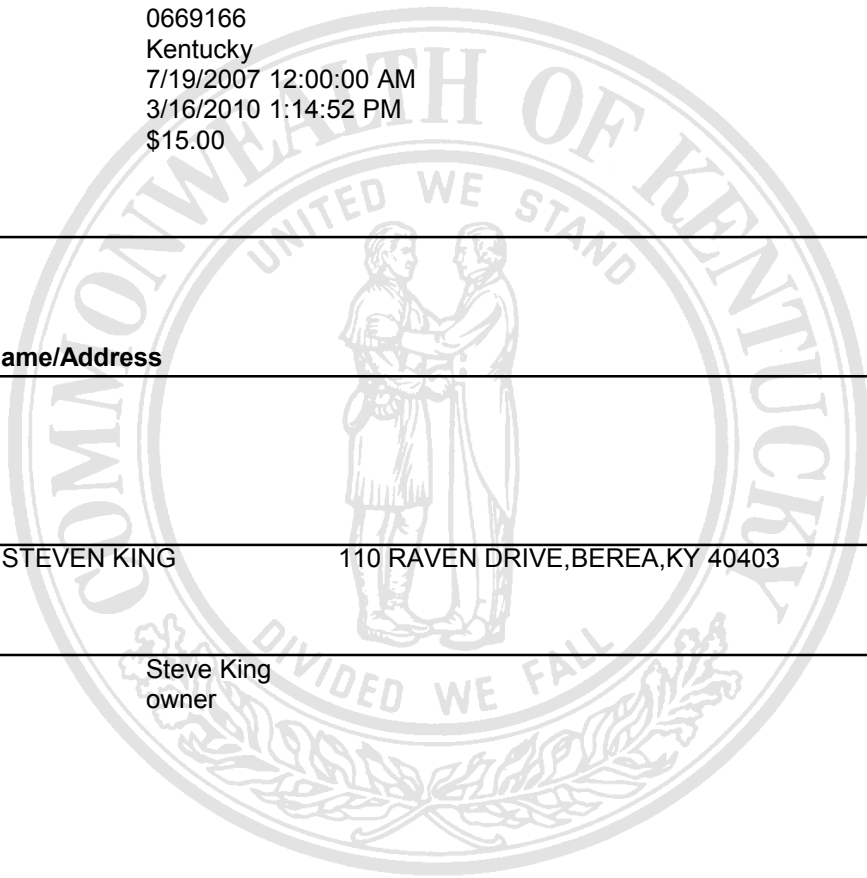 0669166
Kentucky
7/19/2007 12:00:00 AM
3/16/2010 1:14:52 PM
$15.00
COMMONWEALTH OF KENTUCKY
UNITED WE STAND
ame/Address
STEVEN KING 110 RAVEN DRIVE,BEREA,KY 40403
DIVIDED WE FALL
Steve King
owner